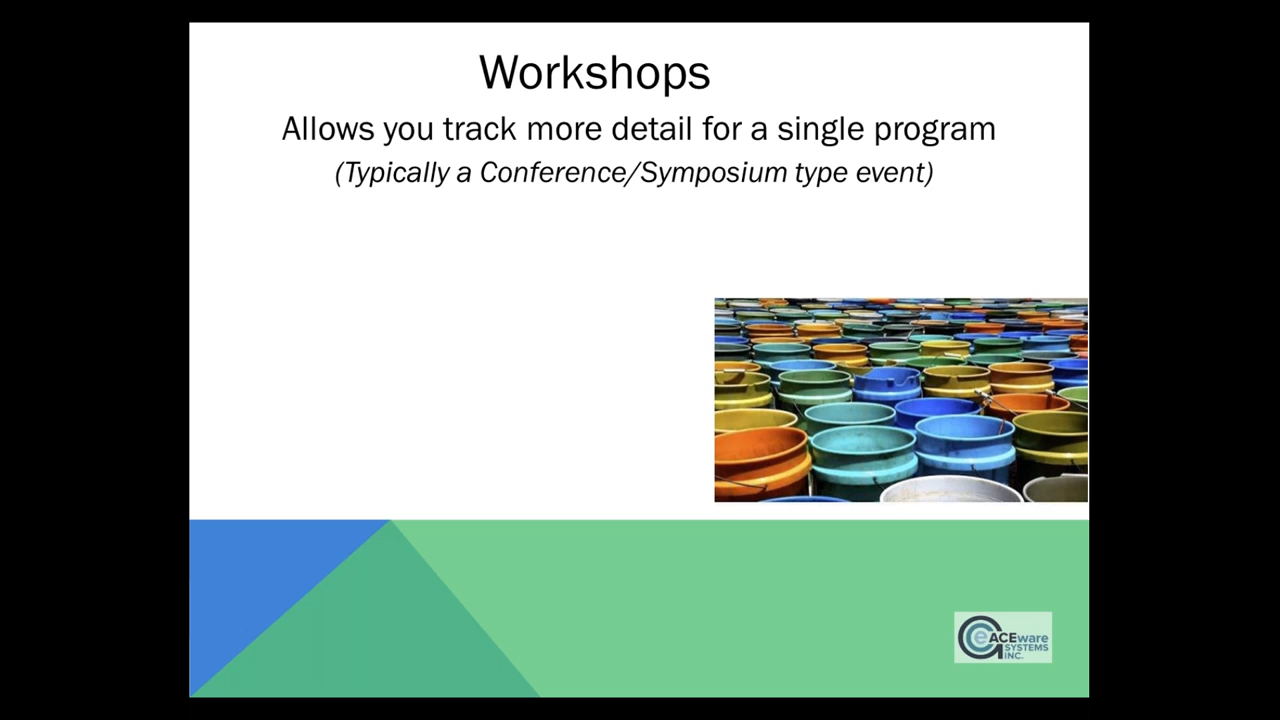 Workshops
Allows you track more detail for a single program
(Typically a Conference/Symposium type event)
ACEware
SYSTEMS
INC.